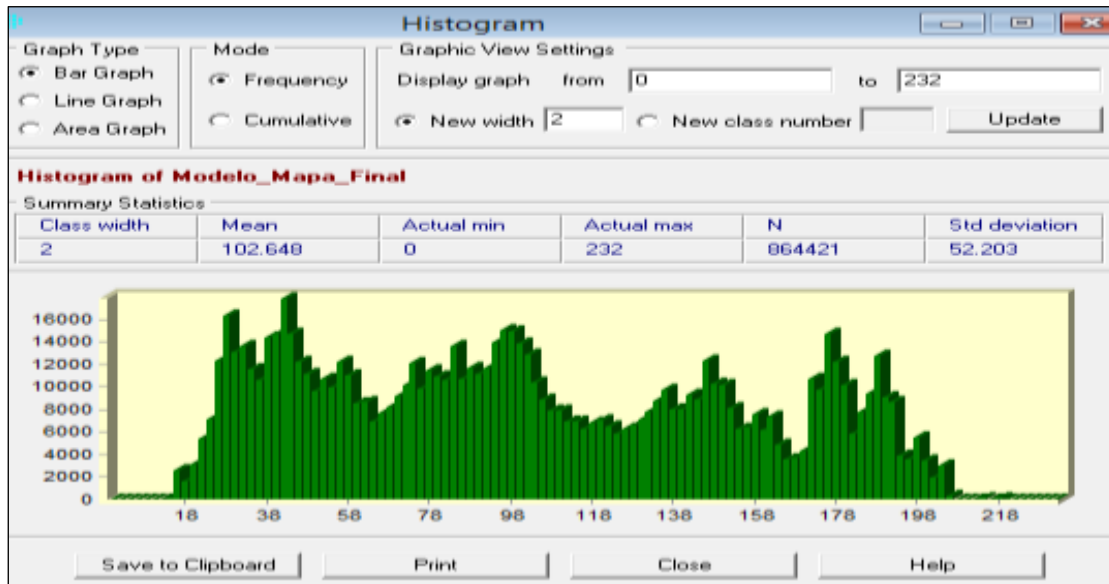 Histogram
Graph Type Mode Graphic View Settings
Bar Graph Frequency Display graph from 0 to 232
Line Graph
Area Graph Cumulative New width 2 New class number Update
Histogram of Modelo_Mapa_Final
Summary Statistics
Class width Mean Actual min Actual max N Std deviation
2 102.648 0 232 864421 52.203
16000
14000
12000
10000
8000
6000
4000
2000
0
18 38 58 78 98 118 138 158 178 198 218
Save to Clipboard Print Close Help